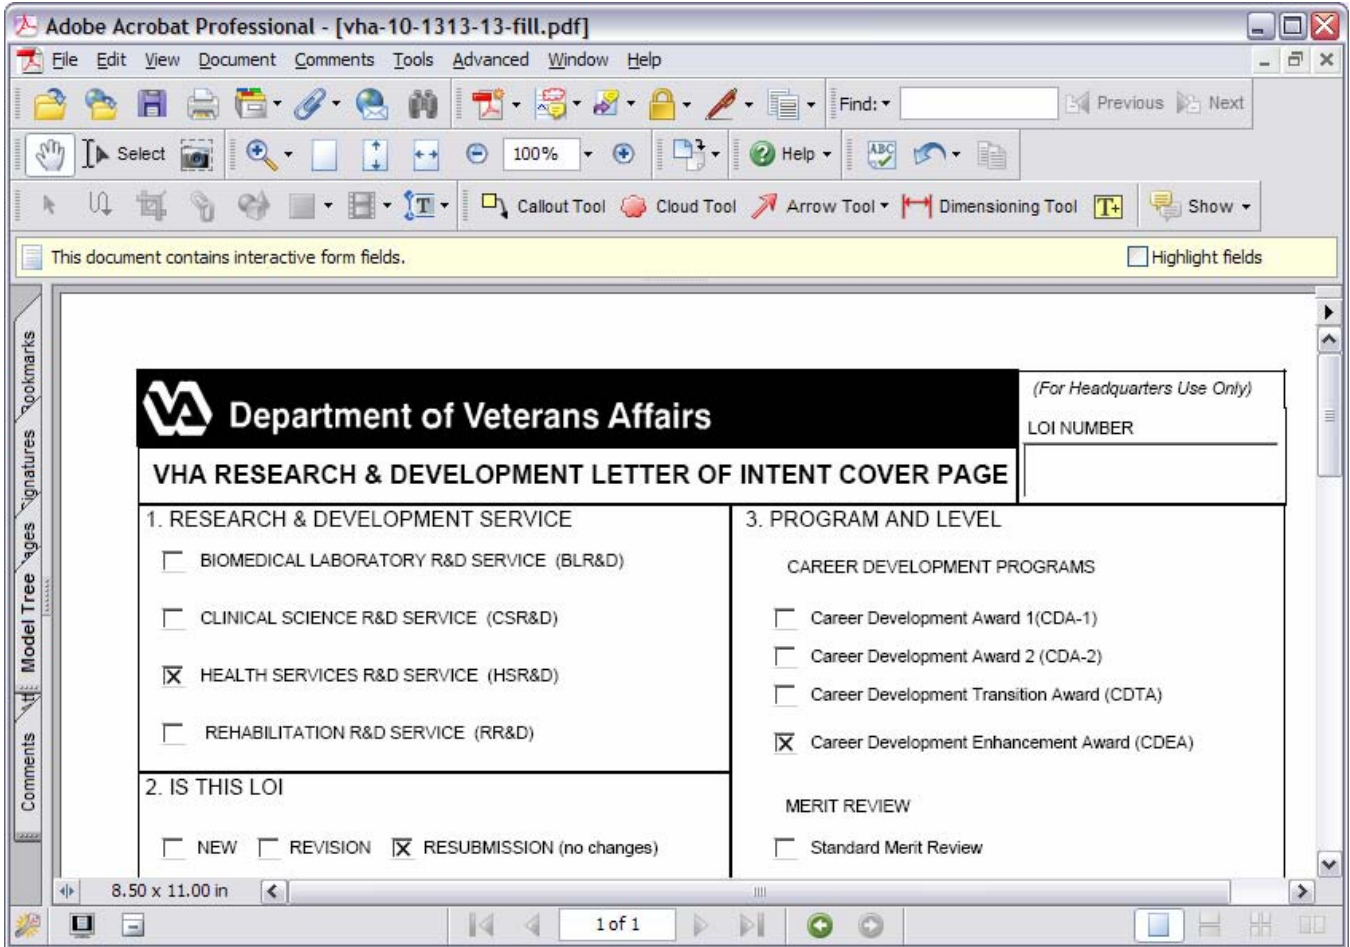 Adobe Acrobat Professional - [vha-10-1313-13-fill.pdf]
File Edit View Document Comments Tools Advanced Window Help
Find: Previous Next
Select 100% Help ABC
T Callout Tool Cloud Tool Arrow Tool Dimensioning Tool T+ Show
This document contains interactive form fields. Highlight fields
Bookmarks
Signatures
Pages
Model Tree
Comments
VA Department of Veterans Affairs
(For Headquarters Use Only)
LOI NUMBER
VHA RESEARCH & DEVELOPMENT LETTER OF INTENT COVER PAGE
1. RESEARCH & DEVELOPMENT SERVICE
BIOMEDICAL LABORATORY R&D SERVICE (BLR&D)
CLINICAL SCIENCE R&D SERVICE (CSR&D)
HEALTH SERVICES R&D SERVICE (HSR&D)
REHABILITATION R&D SERVICE (RR&D)
2. IS THIS LOI
NEW REVISION RESUBMISSION (no changes)
3. PROGRAM AND LEVEL
CAREER DEVELOPMENT PROGRAMS
Career Development Award 1(CDA-1)
Career Development Award 2 (CDA-2)
Career Development Transition Award (CDTA)
Career Development Enhancement Award (CDEA)
MERIT REVIEW
Standard Merit Review
8.50 x 11.00 in
1 of 1